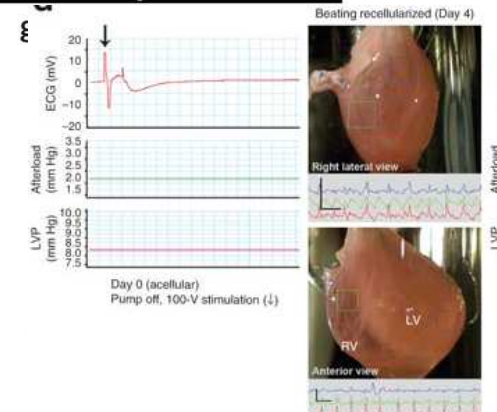 Beating recellularized (Day 4)
20
10
0
−10
−20
ECG (mV)
3.5
3.0
2.5
2.0
1.5
Afterload
(mm Hg)
10.0
9.5
9.0
8.5
8.0
7.5
LVP
(mm Hg)
Day 0 (acellular)
Pump off, 100-V stimulation (↓)
Right lateral view
LV
RV
Anterior view
Afterload
LVP